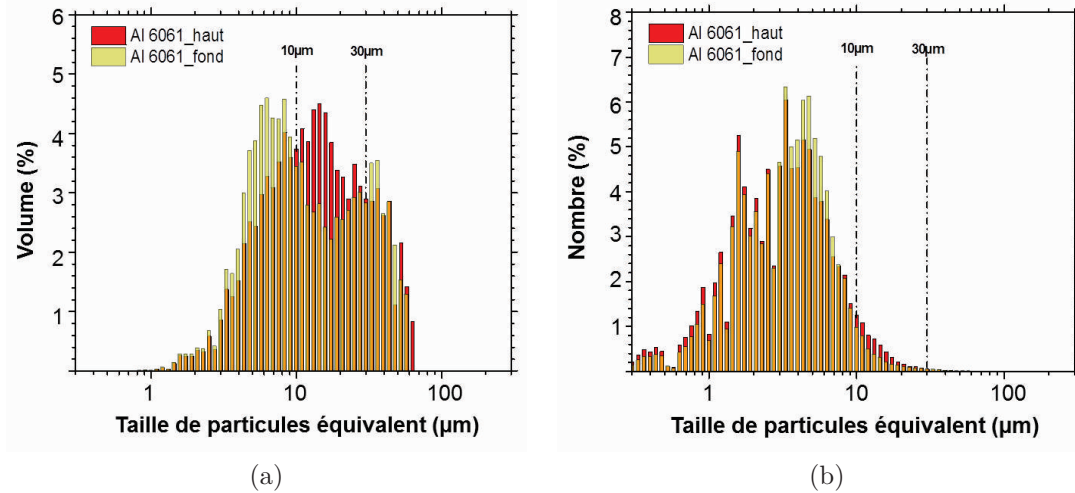 6
5
4
3
2
1
Volume (%)
Al 6061_haut
Al 6061_fond
10µm
30µm
1
10
100
Taille de particules équivalent (µm)
(a)
8
7
6
5
4
3
2
1
Nombre (%)
Al 6061_haut
Al 6061_fond
10µm
30µm
1
10
100
Taille de particules équivalent (µm)
(b)